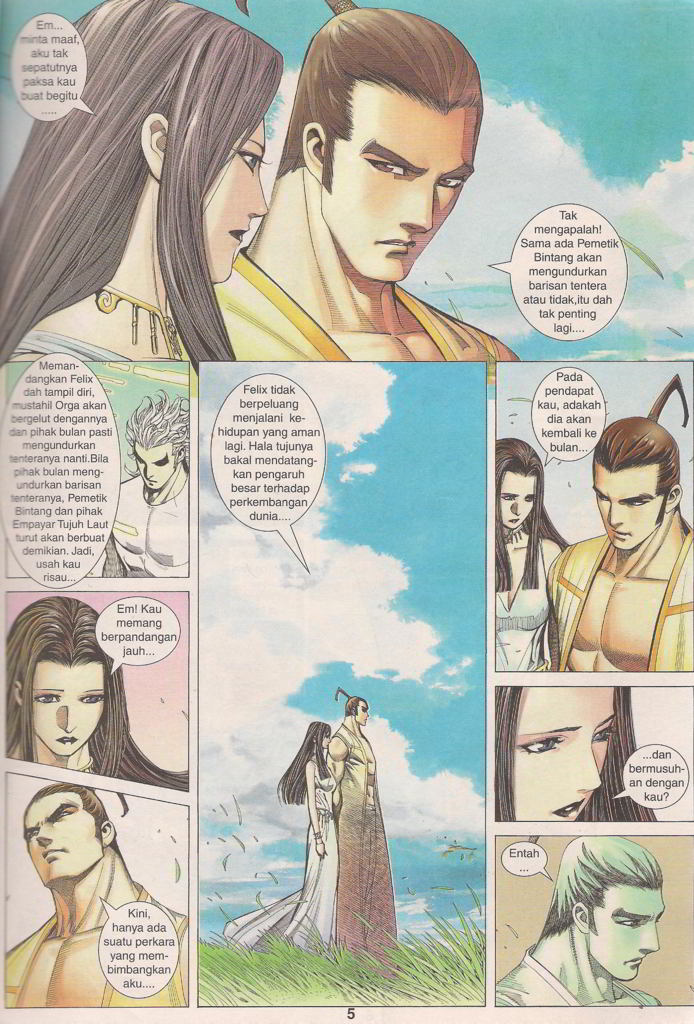 Em...
minta maaf,
aku tak
sepatutnya
paksa kau
buat begitu
.....
Tak
mengapalah!
Sama ada Pemetik
Bintang akan
mengundurkan
barisan tentera
atau tidak,itu dah
tak penting
lagi....
Meman-
dangkan Felix
dah tampil diri,
mustahil Orga akan
bergelut dengannya
dan pihak bulan pasti
mengundurkan
tenteranya nanti.Bila
pihak bulan meng-
undurkan barisan
tenteranya, Pemetik
Bintang dan pihak
Empayar Tujuh Laut
turut akan berbuat
demikian. Jadi,
usah kau
risau...
Em! Kau
memang
berpandangan
jauh...
Kini,
hanya ada
suatu perkara
yang mem-
bimbangkan
aku....
Felix tidak
berpeluang
menjalani ke-
hidupan yang aman
lagi. Hala tujunya
bakal mendatang-
kan pengaruh
besar terhadap
perkembangan
dunia....
Pada
pendapat
kau, adakah
dia akan
kembali ke
bulan...
...dan
bermusuh-
an dengan
kau?
Entah
...
5